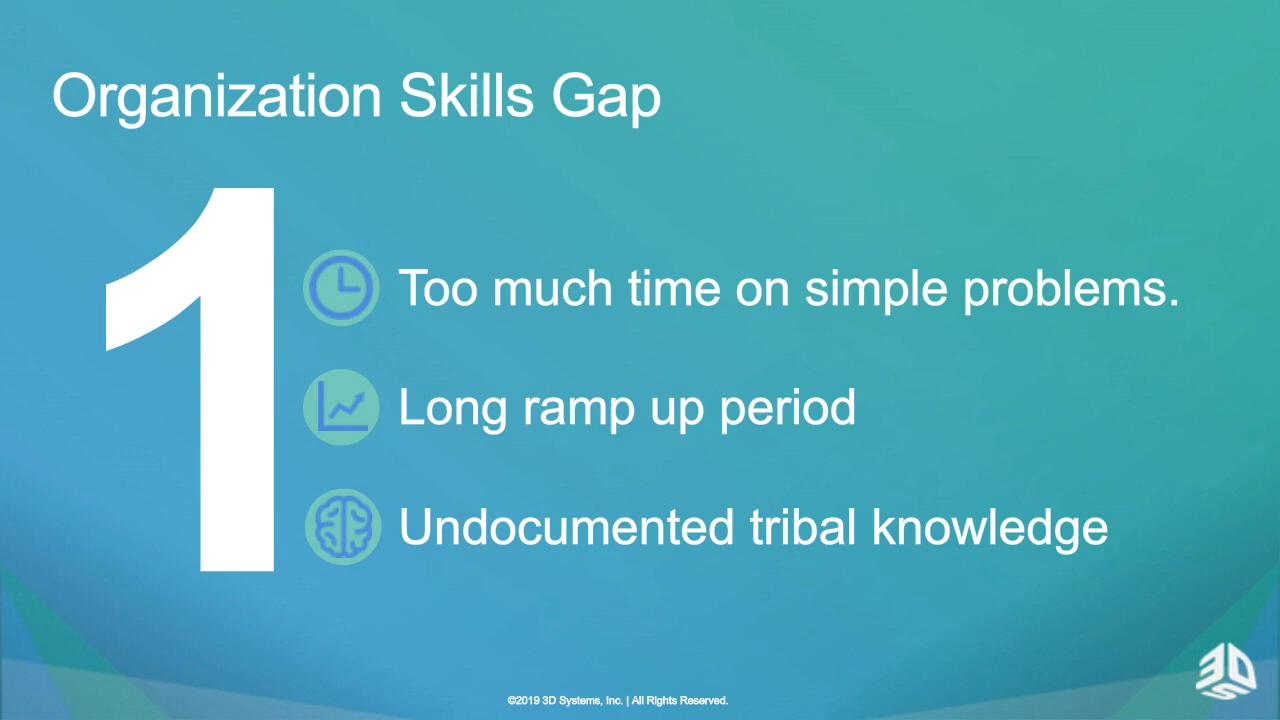 Organization Skills Gap
1
Too much time on simple problems.
Long ramp up period
Undocumented tribal knowledge
3DS
©2019 3D Systems, Inc. | All Rights Reserved.